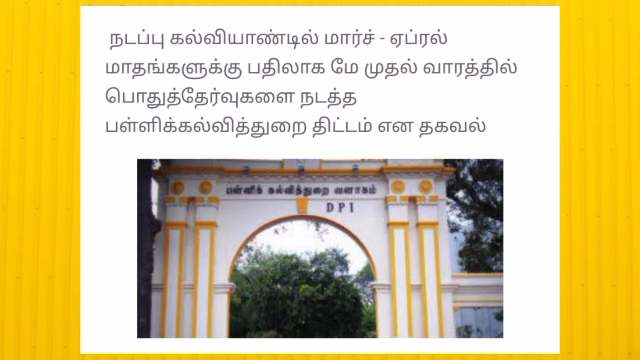 நடப்பு கல்வியாண்டில் மார்ச் - ஏப்ரல்
மாதங்களுக்கு பதிலாக மே முதல் வாரத்தில்
பொதுத்தேர்வுகளை நடத்த
பள்ளிக்கல்வித்துறை திட்டம் என தகவல்
பள்ளிக் கல்வித்துறை வளாகம்
DPI